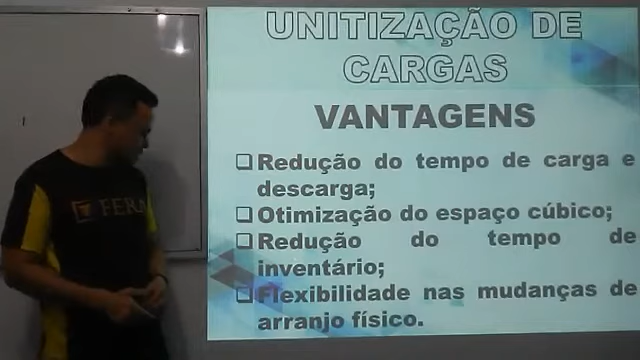 UNITIZAÇÃO DE
CARGAS
VANTAGENS
❑Redução do tempo de carga e
descarga;
❑Otimização do espaço cúbico;
❑Redução do tempo de
inventário;
❑Flexibilidade nas mudanças de
arranjo físico.